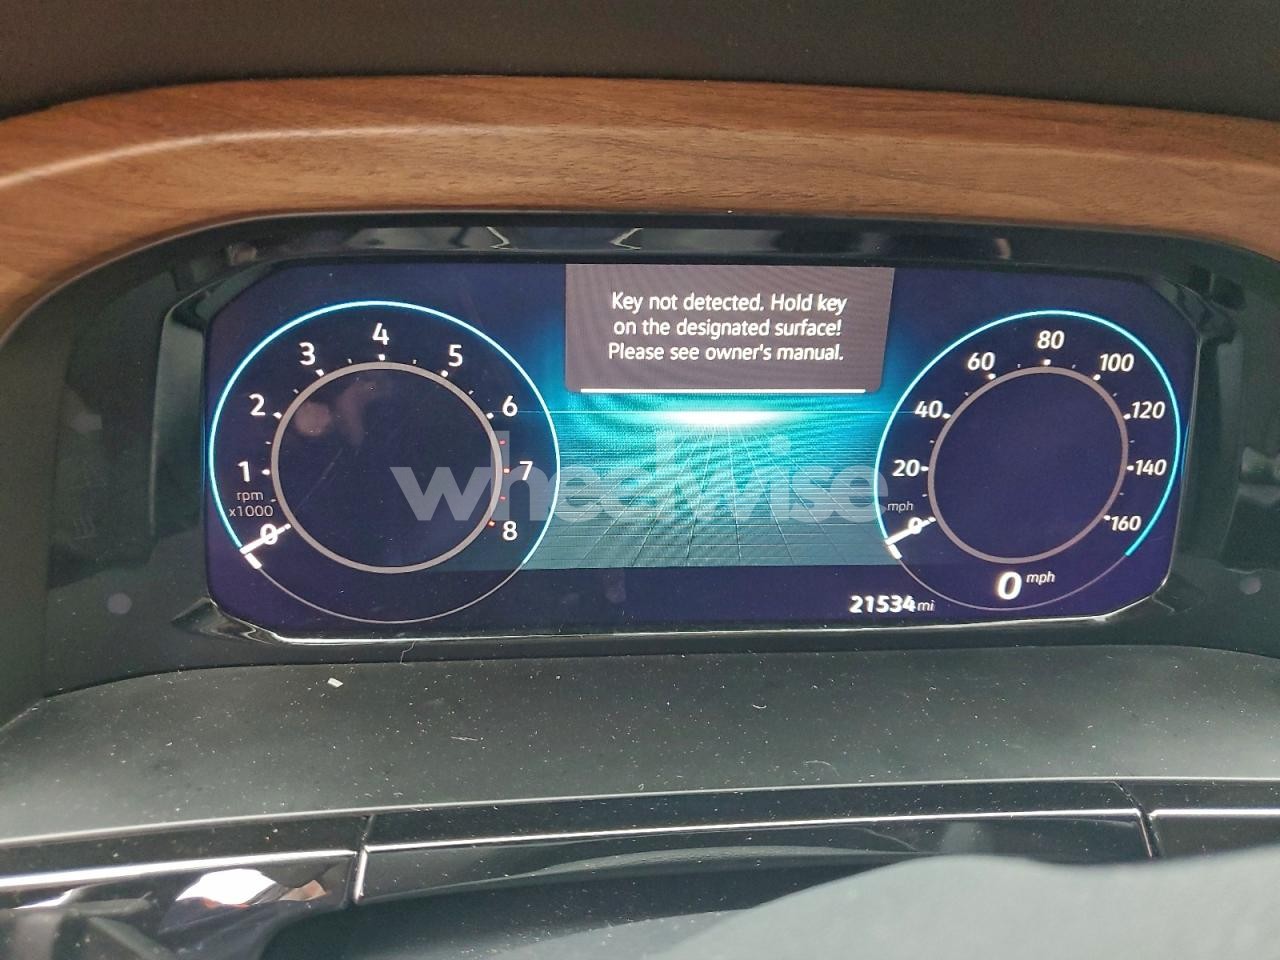 Key not detected. Hold key
on the designated surface!
Please see owner's manual.
0 1 2 3 4 5 6 7 8
rpm
x1000
0 20 40 60 80 100 120 140 160
mph
0 mph
21534 mi
wheelwise